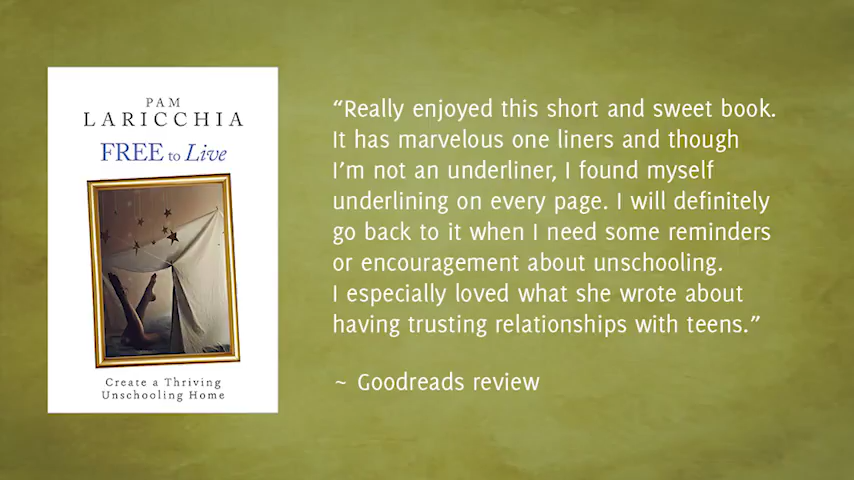 PAM
LARICCHIA
FREE to Live
Create a Thriving
Unschooling Home
“Really enjoyed this short and sweet book.
It has marvelous one liners and though
I’m not an underliner, I found myself
underlining on every page. I will definitely
go back to it when I need some reminders
or encouragement about unschooling.
I especially loved what she wrote about
having trusting relationships with teens.”
~ Goodreads review